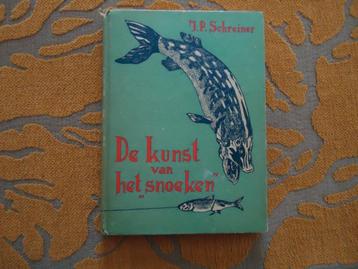 J.P. Schreiner
De kunst
van
het „snoeken”